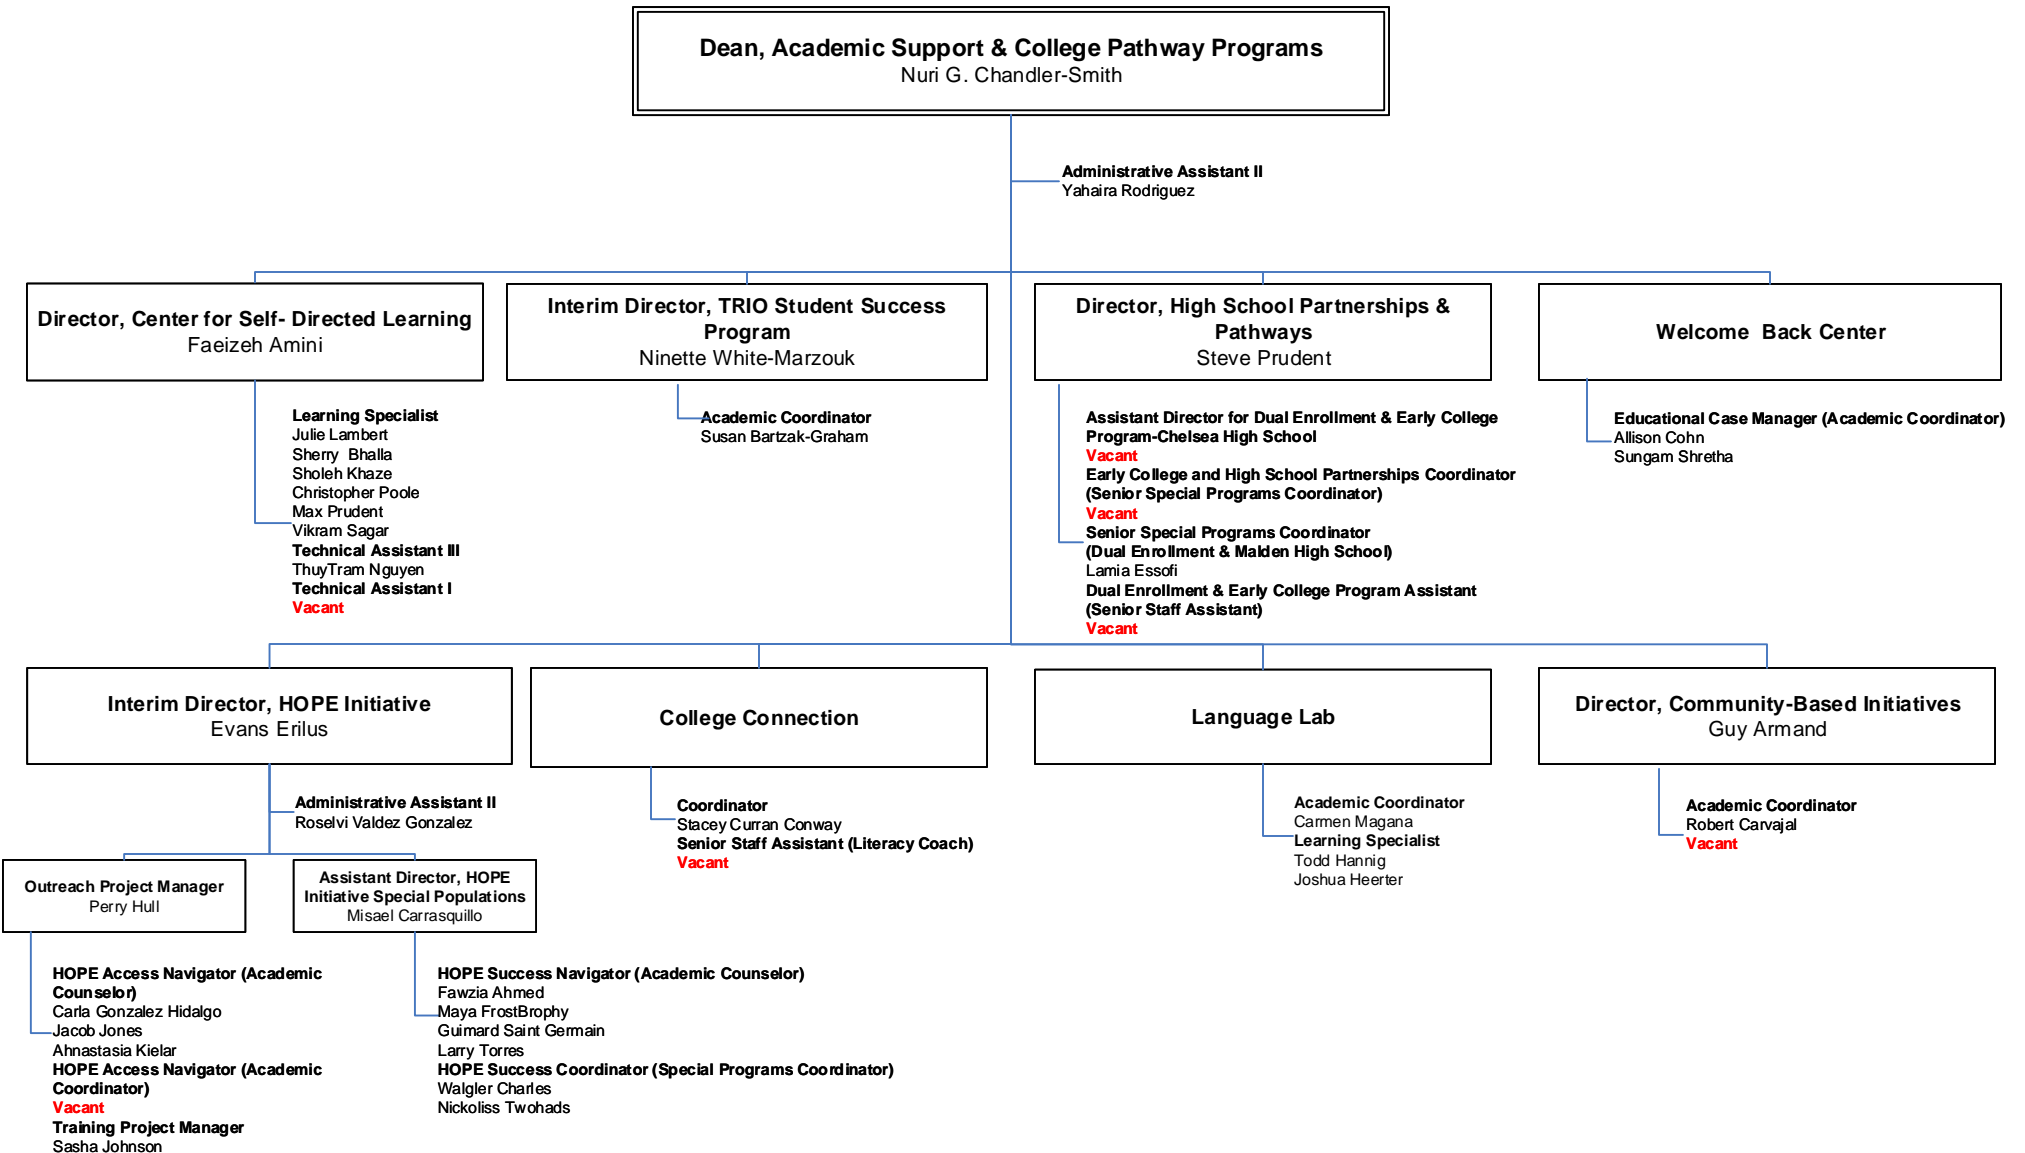 Dean, Academic Support & College Pathway Programs
Nuri G. Chandler-Smith
Administrative Assistant II
Yahaira Rodriguez
Director, Center for Self- Directed Learning
Faeizeh Amini
Learning Specialist
Julie Lambert
Sherry  Bhalla
Sholeh Khaze
Christopher Poole
Max Prudent
Vikram Sagar
Technical Assistant III
ThuyTram Nguyen
Technical Assistant I
Vacant
Interim Director, TRIO Student Success
Program
Ninette White-Marzouk
Academic Coordinator
Susan Bartzak-Graham
Director, High School Partnerships &
Pathways
Steve Prudent
Assistant Director for Dual Enrollment & Early College
Program-Chelsea High School
Vacant
Early College and High School Partnerships Coordinator
(Senior Special Programs Coordinator)
Vacant
Senior Special Programs Coordinator
(Dual Enrollment & Malden High School)
Lamia Essofi
Dual Enrollment & Early College Program Assistant
(Senior Staff Assistant)
Vacant
Welcome  Back Center
Educational Case Manager (Academic Coordinator)
Allison Cohn
Sungam Shretha
Interim Director, HOPE Initiative
Evans Erilus
Administrative Assistant II
Roselvi Valdez Gonzalez
Outreach Project Manager
Perry Hull
HOPE Access Navigator (Academic
Counselor)
Carla Gonzalez Hidalgo
Jacob Jones
Ahnastasia Kielar
HOPE Access Navigator (Academic
Coordinator)
Vacant
Training Project Manager
Sasha Johnson
Assistant Director, HOPE
Initiative Special Populations
Misael Carrasquillo
HOPE Success Navigator (Academic Counselor)
Fawzia Ahmed
Maya FrostBrophy
Guimard Saint Germain
Larry Torres
HOPE Success Coordinator (Special Programs Coordinator)
Walgler Charles
Nickoliss Twohads
College Connection
Coordinator
Stacey Curran Conway
Senior Staff Assistant (Literacy Coach)
Vacant
Language Lab
Academic Coordinator
Carmen Magana
Learning Specialist
Todd Hannig
Joshua Heerter
Director, Community-Based Initiatives
Guy Armand
Academic Coordinator
Robert Carvajal
Vacant